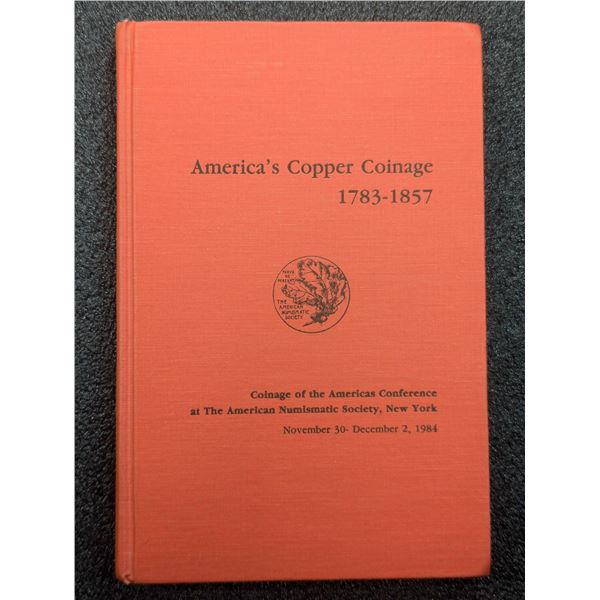 America's Copper Coinage
1783-1857
PARVA
NE
PEREANT
THE
AMERICAN
NUMISMATIC
SOCIETY
Coinage of the Americas Conference
at The American Numismatic Society, New York
November 30- December 2, 1984